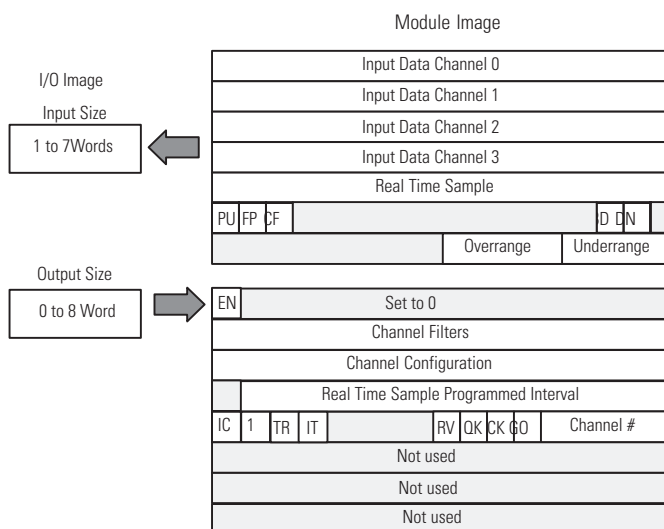 Module Image
I/O Image
Input Size
1 to 7Words
Input Data Channel 0
Input Data Channel 1
Input Data Channel 2
Input Data Channel 3
Real Time Sample
PU FP CF BD DN
Overrange Underrange
Output Size
0 to 8 Word
EN Set to 0
Channel Filters
Channel Configuration
Real Time Sample Programmed Interval
IC 1 TR IT RV QK CK GO Channel #
Not used
Not used
Not used